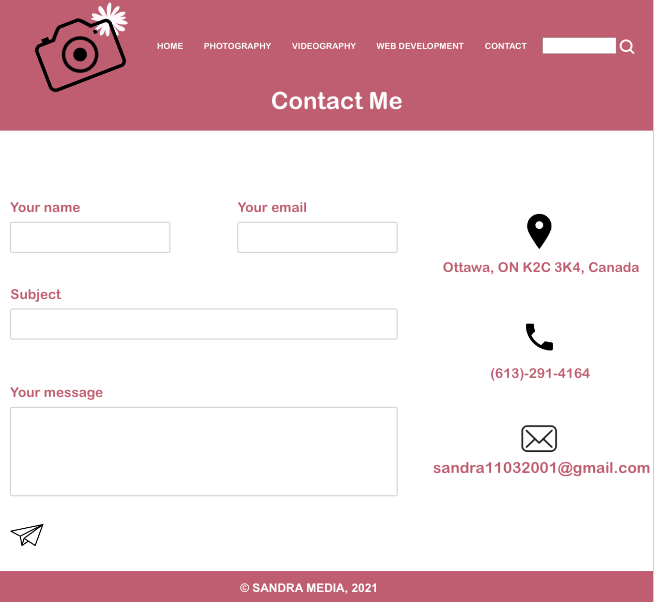 HOME PHOTOGRAPHY VIDEOGRAPHY WEB DEVELOPMENT CONTACT
Contact Me
Your name
Your email
Subject
Your message
Ottawa, ON K2C 3K4, Canada
(613)-291-4164
sandra11032001@gmail.com
© SANDRA MEDIA, 2021